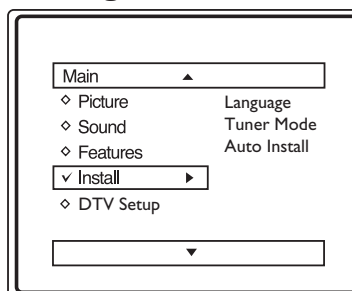 Main
Picture
Sound
Features
Install
DTV Setup
Language
Tuner Mode
Auto Install